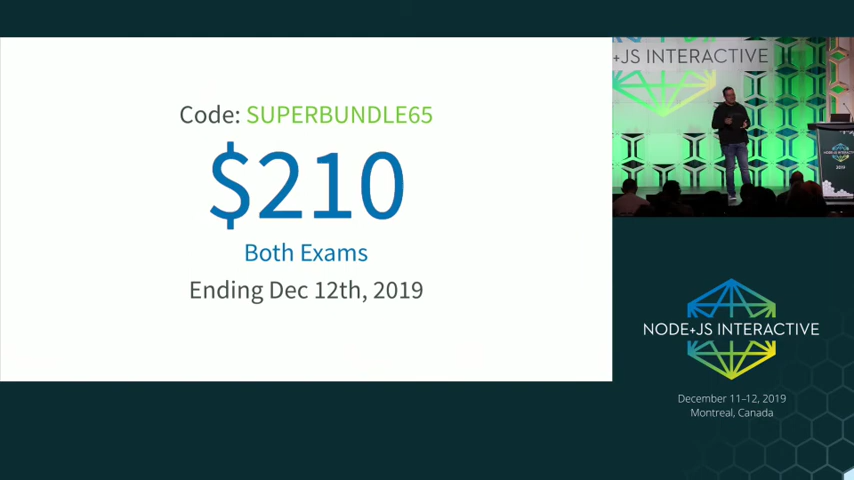 Code: SUPERBUNDLE65
$210
Both Exams
Ending Dec 12th, 2019
+JS INTERACTIVE
2019
NODE+JS INTERACTIVE
December 11–12, 2019
Montreal, Canada